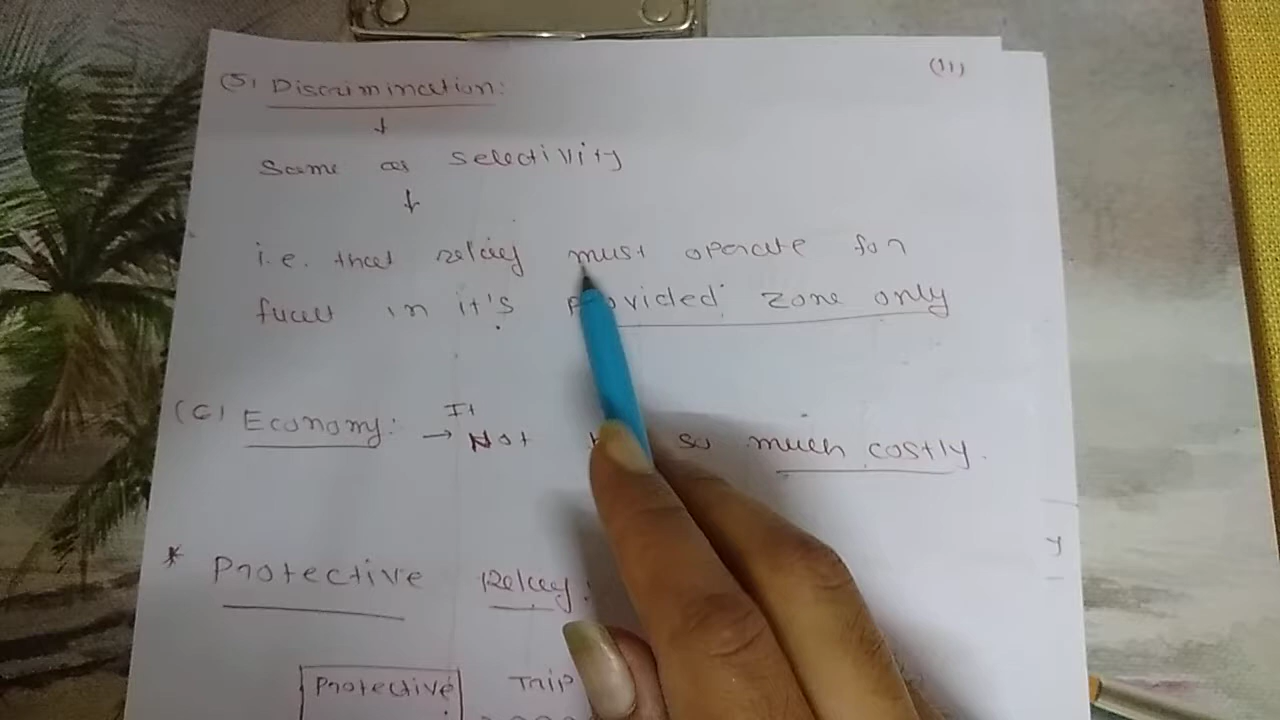 (11)
(5) Discrimination:
Same as selectivity
i.e. that relay must operate for
fault in it's provided zone only
(6) Economy: → It Not so much costly.
* Protective Relay:
Protective Trip
y